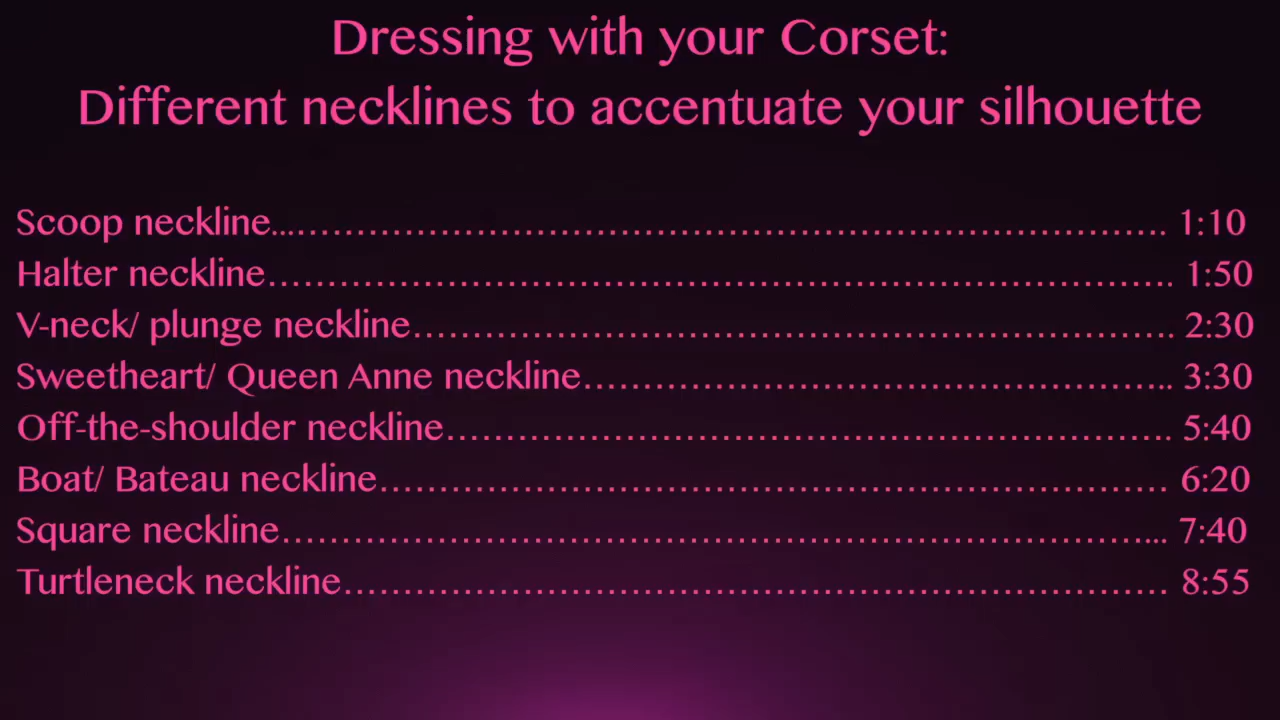 Dressing with your Corset:
Different necklines to accentuate your silhouette
Scoop neckline...……………………………………………………………………. 1:10
Halter neckline……………………………………………………………………. 1:50
V-neck/ plunge neckline………………………………………………………. 2:30
Sweetheart/ Queen Anne neckline…………………………………………... 3:30
Off-the-shoulder neckline……………………………………………………. 5:40
Boat/ Bateau neckline………………………………………………………… 6:20
Square neckline…………………………………………………………………... 7:40
Turtleneck neckline…………………………………………………………… 8:55